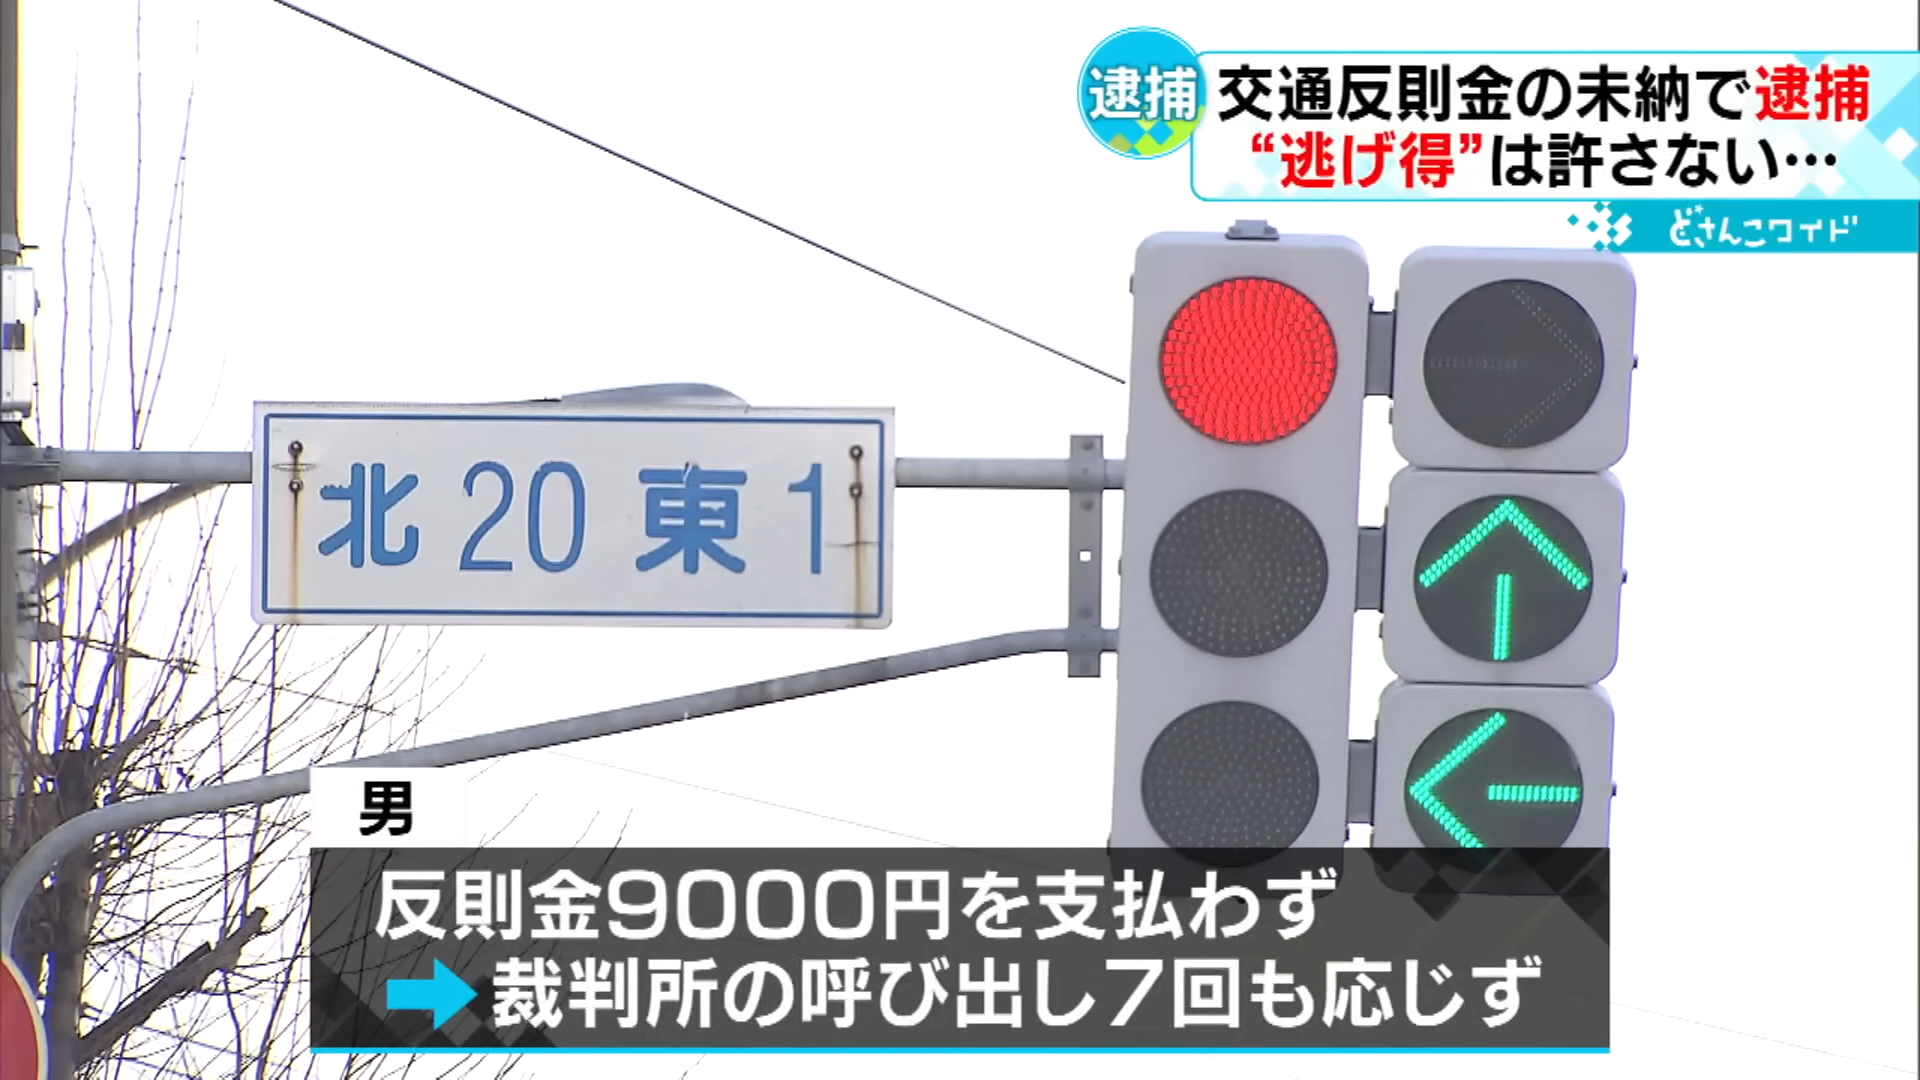 逮捕
交通反則金の未納で逮捕
“逃げ得”は許さない…
どさんこワイド
北 20 東 1
男
反則金9000円を支払わず
➡裁判所の呼び出し7回も応じず